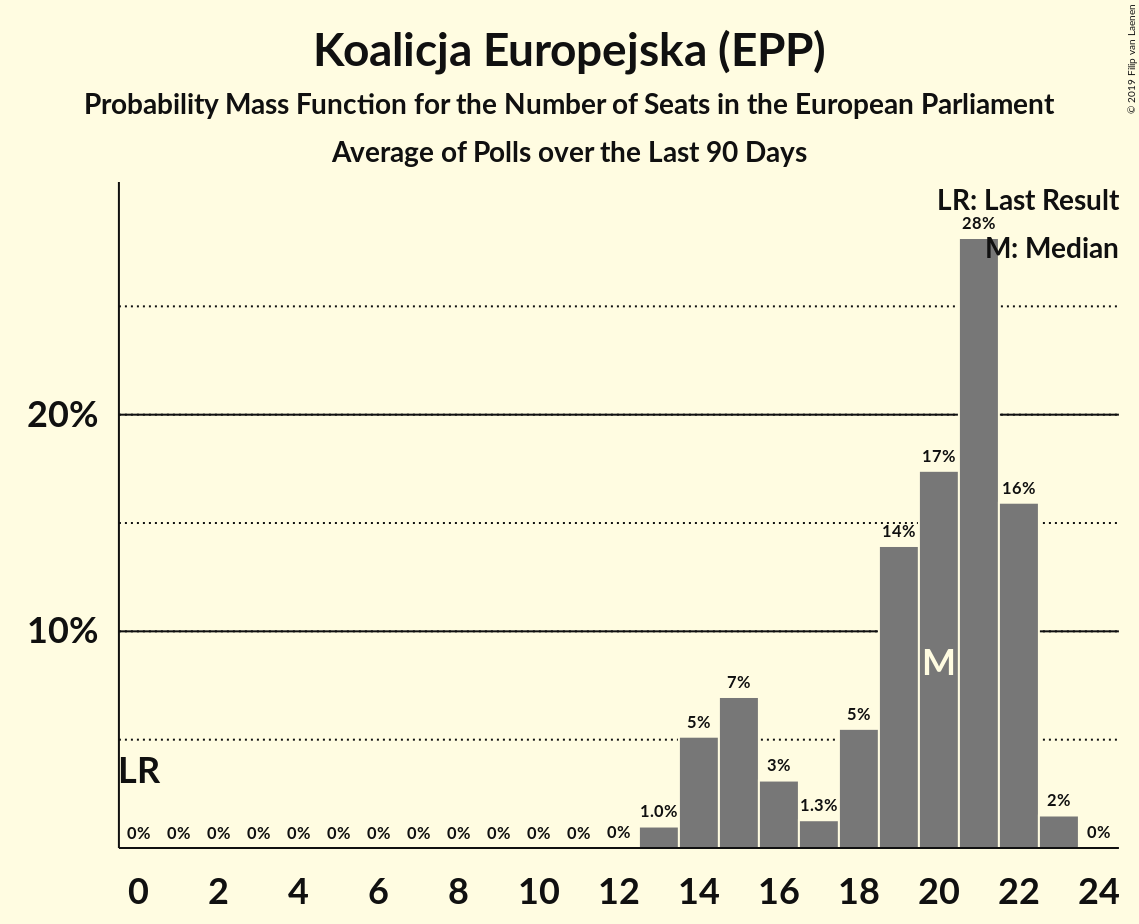 Koalicja Europejska (EPP)
Probability Mass Function for the Number of Seats in the European Parliament
Average of Polls over the Last 90 Days
© 2019 Filip van Laenen
LR: Last Result
M: Median
28%
20%
17%
16%
14%
10%
M
7%
5%
5%
3%
LR
1.0%
1.3%
2%
0% 0% 0% 0% 0% 0% 0% 0% 0% 0% 0% 0% 0% 0%
0 2 4 6 8 10 12 14 16 18 20 22 24